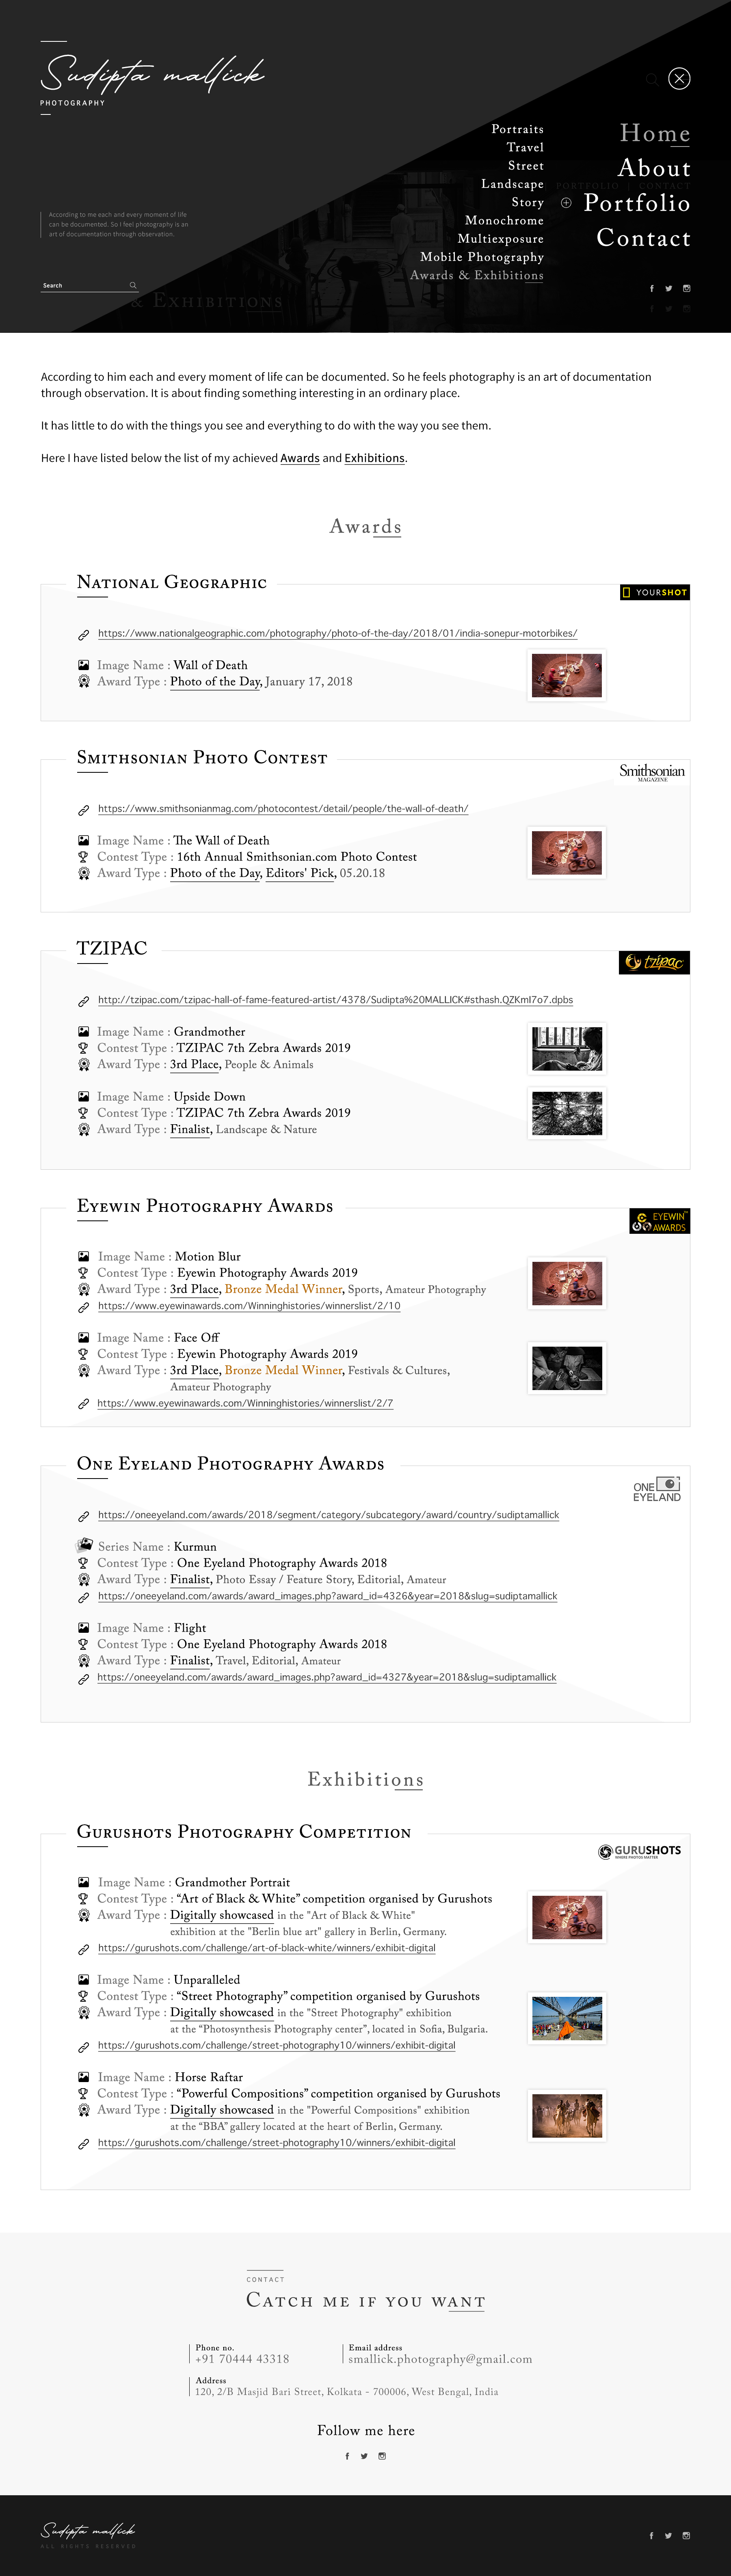 Sudipta mallick
PHOTOGRAPHY
According to me each and every moment of life
can be documented. So I feel photography is an
art of documentation through observation.
Search
& Exhibitions
Portraits
Travel
Street
Landscape
Story
Monochrome
Multiexposure
Mobile Photography
Awards & Exhibitions
Home
About
PORTFOLIO | CONTACT
Portfolio
Contact
According to him each and every moment of life can be documented. So he feels photography is an art of documentation
through observation. It is about finding something interesting in an ordinary place.
It has little to do with the things you see and everything to do with the way you see them.
Here I have listed below the list of my achieved Awards and Exhibitions.
Awards
National Geographic
YOURSHOT
https://www.nationalgeographic.com/photography/photo-of-the-day/2018/01/india-sonepur-motorbikes/
Image Name : Wall of Death
Award Type : Photo of the Day, January 17, 2018
Smithsonian Photo Contest
Smithsonian
MAGAZINE
https://www.smithsonianmag.com/photocontest/detail/people/the-wall-of-death/
Image Name : The Wall of Death
Contest Type : 16th Annual Smithsonian.com Photo Contest
Award Type : Photo of the Day, Editors' Pick, 05.20.18
TZIPAC
tzipac
http://tzipac.com/tzipac-hall-of-fame-featured-artist/4378/Sudipta%20MALLICK#sthash.QZKmI7o7.dpbs
Image Name : Grandmother
Contest Type : TZIPAC 7th Zebra Awards 2019
Award Type : 3rd Place, People & Animals
Image Name : Upside Down
Contest Type : TZIPAC 7th Zebra Awards 2019
Award Type : Finalist, Landscape & Nature
Eyewin Photography Awards
EYEWIN
AWARDS
Image Name : Motion Blur
Contest Type : Eyewin Photography Awards 2019
Award Type : 3rd Place, Bronze Medal Winner, Sports, Amateur Photography
https://www.eyewinawards.com/Winninghistories/winnerslist/2/10
Image Name : Face Off
Contest Type : Eyewin Photography Awards 2019
Award Type : 3rd Place, Bronze Medal Winner, Festivals & Cultures,
Amateur Photography
https://www.eyewinawards.com/Winninghistories/winnerslist/2/7
One Eyeland Photography Awards
ONE
EYELAND
https://oneeyeland.com/awards/2018/segment/category/subcategory/award/country/sudiptamallick
Series Name : Kurmun
Contest Type : One Eyeland Photography Awards 2018
Award Type : Finalist, Photo Essay / Feature Story, Editorial, Amateur
https://oneeyeland.com/awards/award_images.php?award_id=4326&year=2018&slug=sudiptamallick
Image Name : Flight
Contest Type : One Eyeland Photography Awards 2018
Award Type : Finalist, Travel, Editorial, Amateur
https://oneeyeland.com/awards/award_images.php?award_id=4327&year=2018&slug=sudiptamallick
Exhibitions
Gurushots Photography Competition
GURUSHOTS
WHERE PHOTOS MATTER
Image Name : Grandmother Portrait
Contest Type : “Art of Black & White” competition organised by Gurushots
Award Type : Digitally showcased in the "Art of Black & White"
exhibition at the "Berlin blue art" gallery in Berlin, Germany.
https://gurushots.com/challenge/art-of-black-white/winners/exhibit-digital
Image Name : Unparalleled
Contest Type : “Street Photography” competition organised by Gurushots
Award Type : Digitally showcased in the "Street Photography" exhibition
at the “Photosynthesis Photography center”, located in Sofia, Bulgaria.
https://gurushots.com/challenge/street-photography10/winners/exhibit-digital
Image Name : Horse Raftar
Contest Type : “Powerful Compositions” competition organised by Gurushots
Award Type : Digitally showcased in the "Powerful Compositions" exhibition
at the “BBA” gallery located at the heart of Berlin, Germany.
https://gurushots.com/challenge/street-photography10/winners/exhibit-digital
CONTACT
Catch me if you want
Phone no.
+91 70444 43318
Email address
smallick.photography@gmail.com
Address
120, 2/B Masjid Bari Street, Kolkata - 700006, West Bengal, India
Follow me here
Sudipta mallick
ALL RIGHTS RESERVED